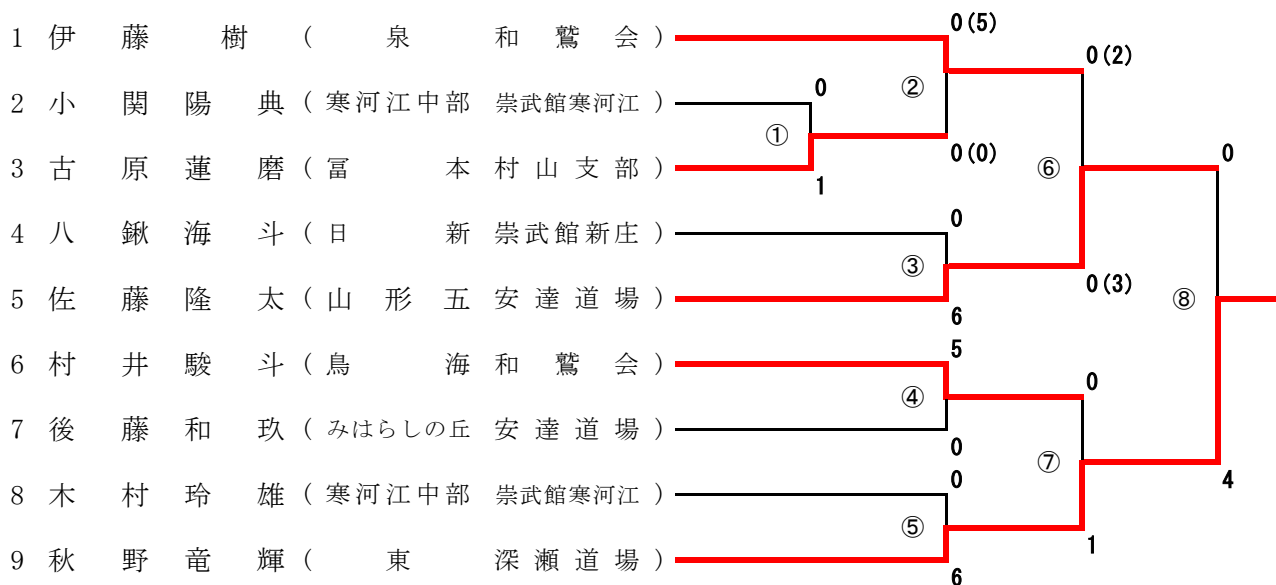 1 伊藤樹 （泉 和鷲会）
0(5)
0(2)
2 小関陽典（寒河江中部 崇武館寒河江）
0
②
①
3 古原蓮磨（冨本 村山支部）
1
0(0)
⑥
0
4 八鍬海斗（日新 崇武館新庄）
0
③
5 佐藤隆太（山形五 安達道場）
6
0(3)
⑧
6 村井駿斗（鳥海 和鷲会）
5
0
④
7 後藤和玖（みはらしの丘 安達道場）
0
⑦
8 木村玲雄（寒河江中部 崇武館寒河江）
0
4
⑤
9 秋野竜輝（東 深瀬道場）
6
1